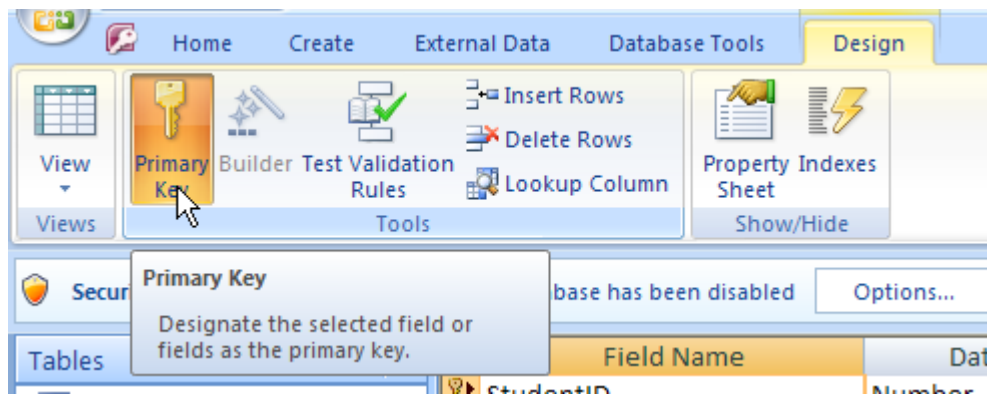 Home Create External Data Database Tools Design
Insert Rows
Delete Rows
Lookup Column
View
Primary Key
Builder
Test Validation
Rules
Property
Sheet
Indexes
Views
Tools
Show/Hide
Primary Key
Designate the selected field or
fields as the primary key.
has been disabled
Options...
Tables
Field Name
StudentID
Number